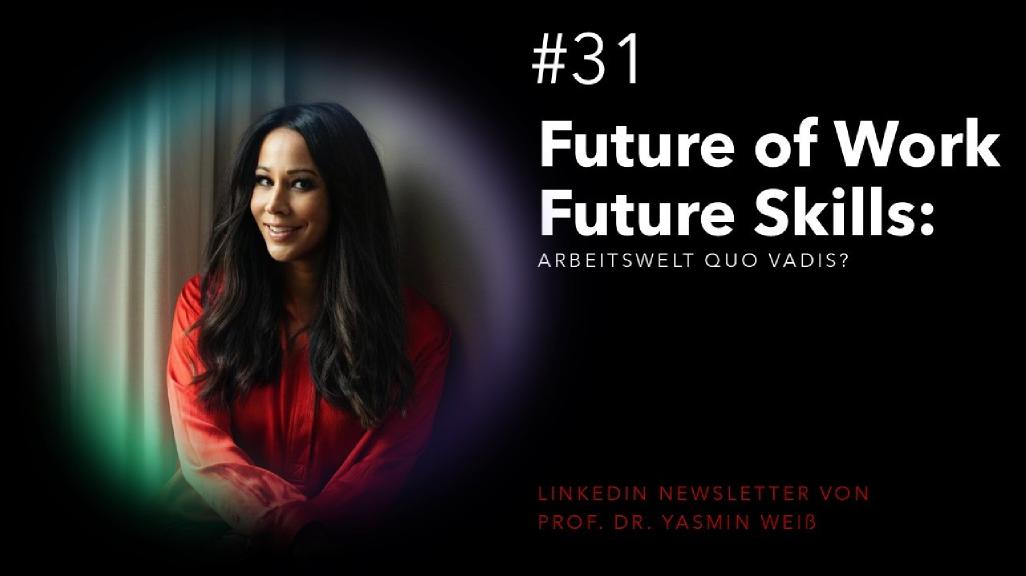 #31
Future of Work
Future Skills:
ARBEITSWELT QUO VADIS?
LINKEDIN NEWSLETTER VON
PROF. DR. YASMIN WEIß